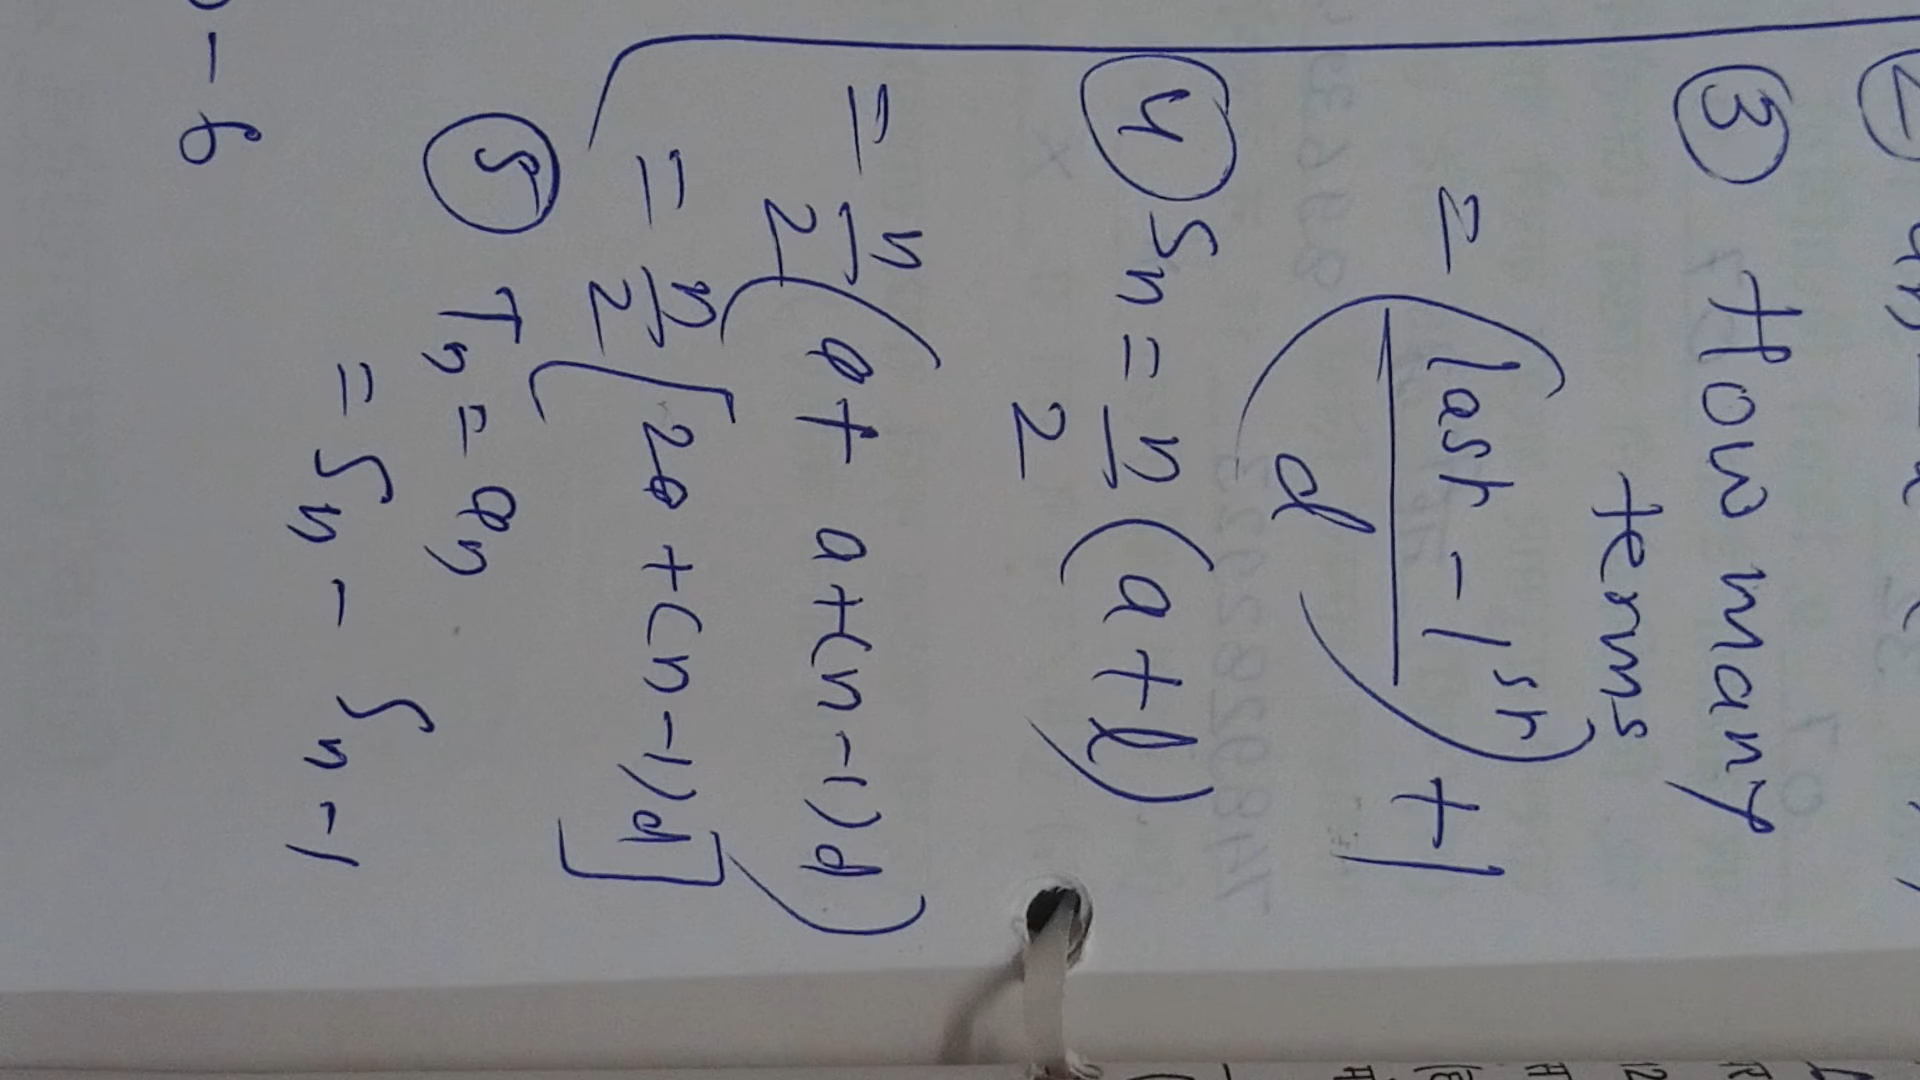 ③ How many
terms
= (last - 1st / d) + 1
④ Sn = n/2 (a+l)
= n/2 (a + a+(n-1)d)
= n/2 [2a + (n-1)d]
⑤ Tn = an
= Sn - Sn-1
- 6